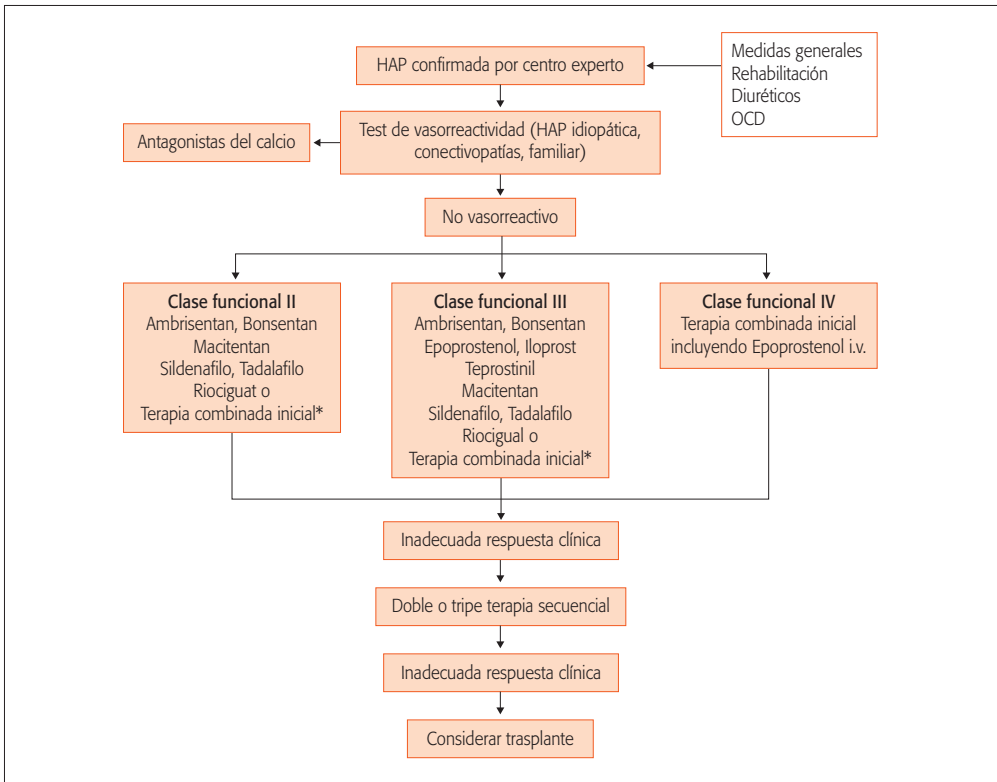 HAP confirmada por centro experto
Medidas generales
Rehabilitación
Diuréticos
OCD
Antagonistas del calcio
Test de vasorreactividad (HAP idiopática,
conectivopatías, familiar)
No vasorreactivo
Clase funcional II
Ambrisentan, Bonsentan
Macitentan
Sildenafilo, Tadalafilo
Riociguat o
Terapia combinada inicial*
Clase funcional III
Ambrisentan, Bonsentan
Epoprostenol, Iloprost
Teprostinil
Macitentan
Sildenafilo, Tadalafilo
Riocigual o
Terapia combinada inicial*
Clase funcional IV
Terapia combinada inicial
incluyendo Epoprostenol i.v.
Inadecuada respuesta clínica
Doble o tripe terapia secuencial
Inadecuada respuesta clínica
Considerar trasplante